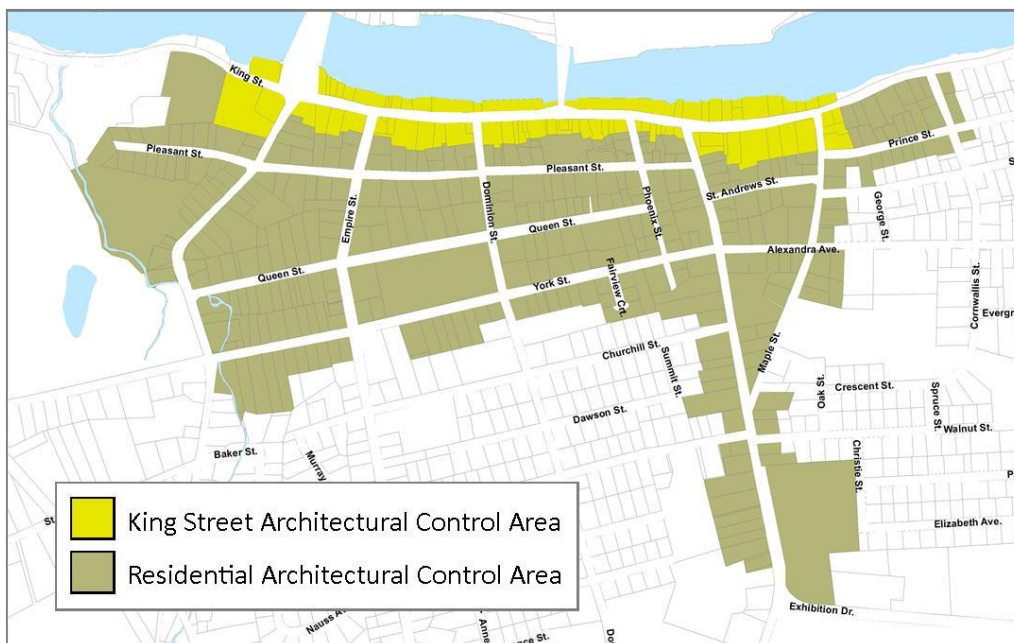 King St.
Pleasant St.
Empire St.
Dominion St.
Pleasant St.
Phoenix St.
St. Andrews St.
Prince St.
George St.
Queen St.
Queen St.
Alexandra Ave.
York St.
Fairview Crt.
Cornwallis St.
Evergr
Churchill St.
Summit St.
Maple St.
Oak St.
Crescent St.
Spruce St.
Dawson St.
Walnut St.
Baker St.
Murray
Christie St.
Elizabeth Ave.
King Street Architectural Control Area
Residential Architectural Control Area
Exhibition Dr.